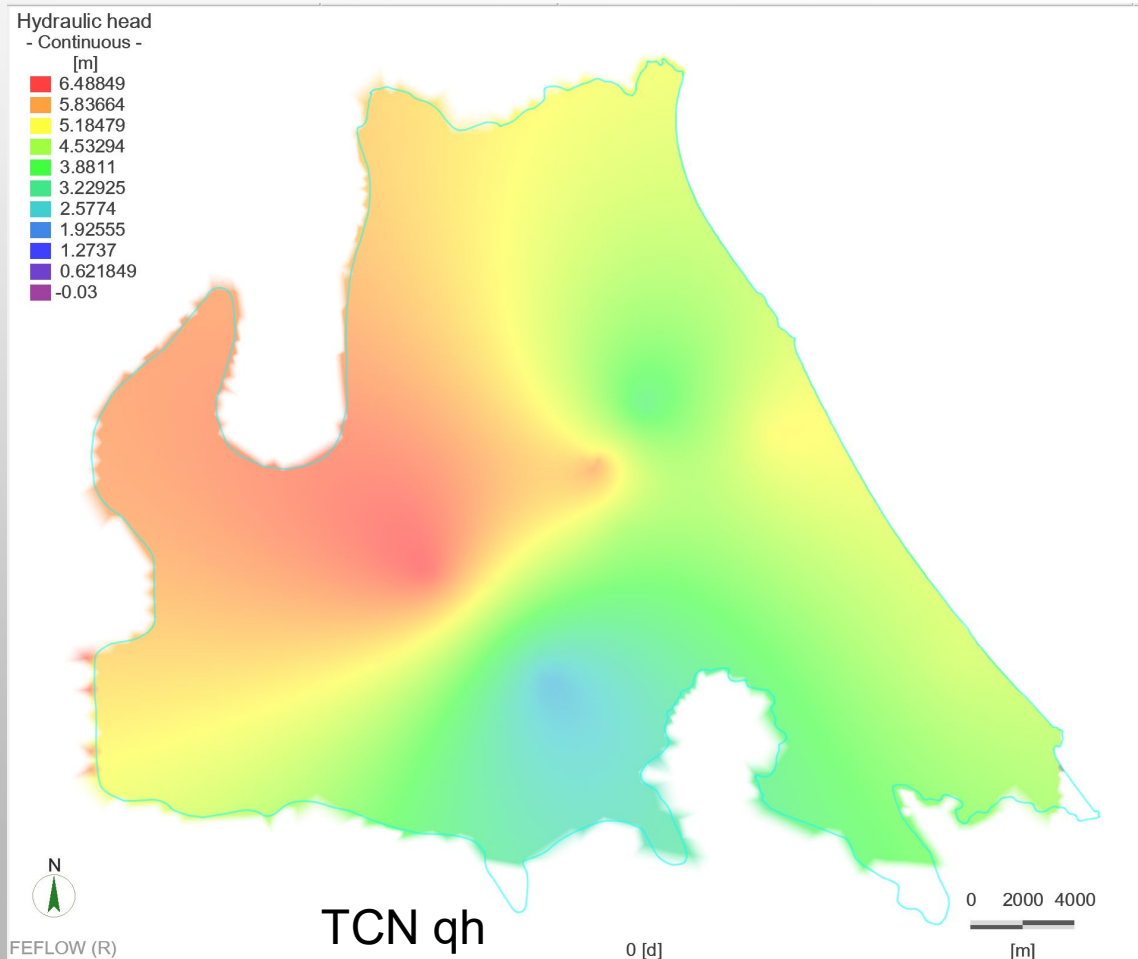 Hydraulic head
- Continuous -
[m]
6.48849
5.83664
5.18479
4.53294
3.8811
3.22925
2.5774
1.92555
1.2737
0.621849
-0.03
N
FEFLOW (R)
TCN qh
0 [d]
0 2000 4000
[m]